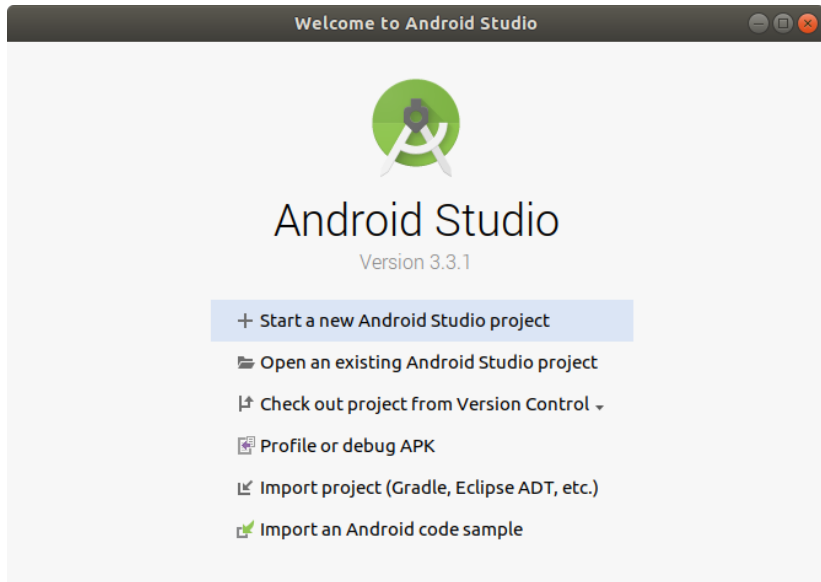 Welcome to Android Studio
Android Studio
Version 3.3.1
Start a new Android Studio project
Open an existing Android Studio project
Check out project from Version Control
Profile or debug APK
Import project (Gradle, Eclipse ADT, etc.)
Import an Android code sample